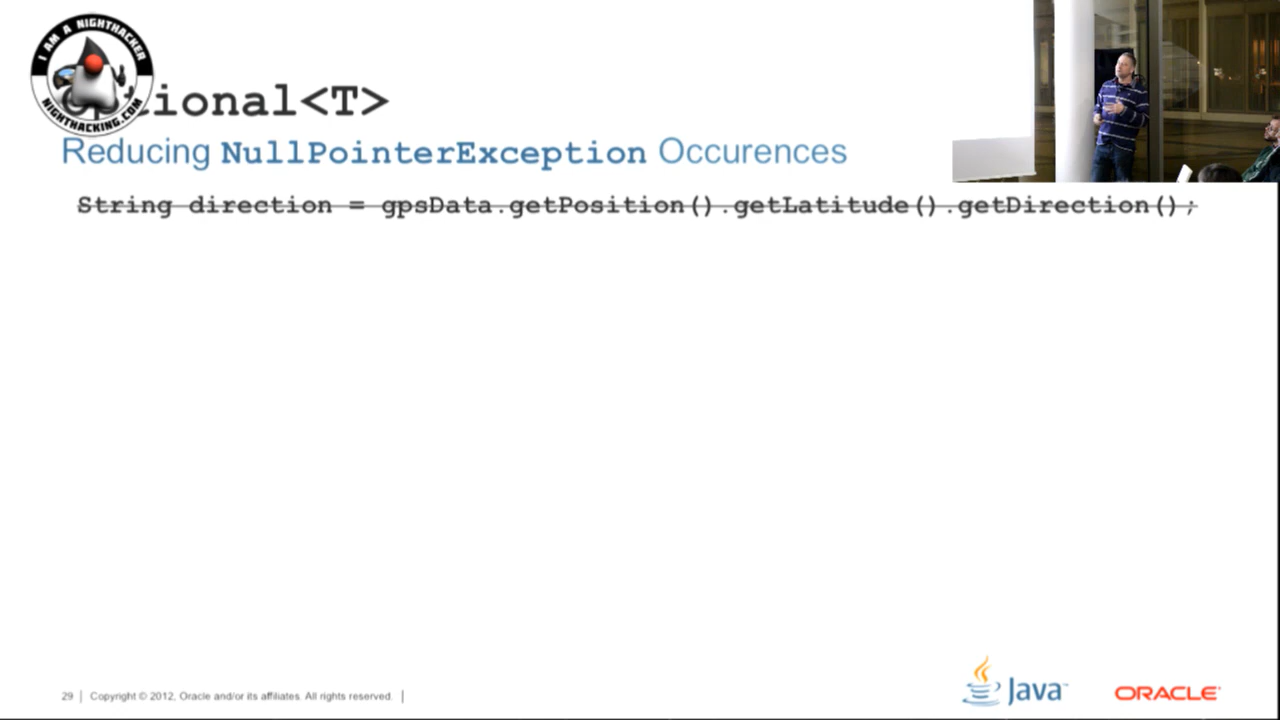 I AM A NIGHTHACKER
NIGHTHACKING.COM
ional<T>
Reducing NullPointerException Occurences
String direction = gpsData.getPosition().getLatitude().getDirection();
29 | Copyright © 2012, Oracle and/or its affiliates. All rights reserved. |
Java™
ORACLE®